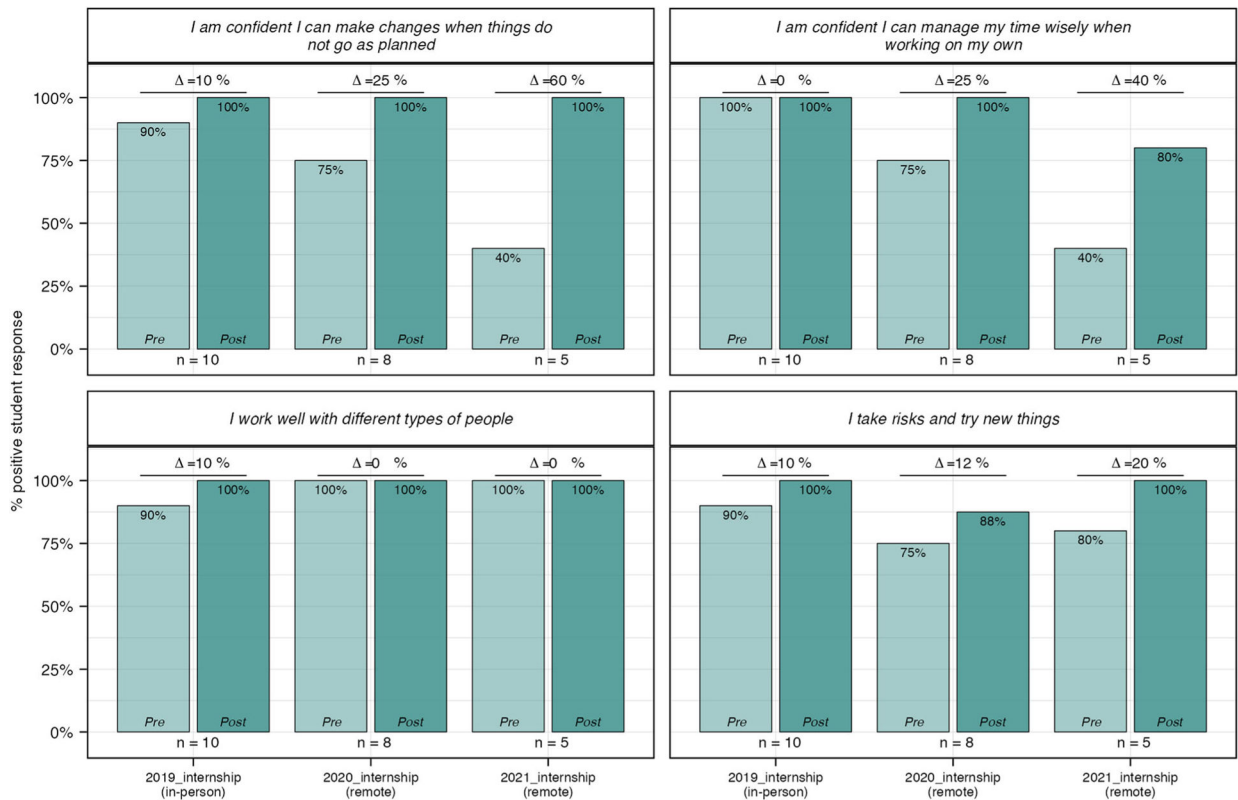 I am confident I can make changes when things do
not go as planned
I am confident I can manage my time wisely when
working on my own
Δ =10 % Δ =25 % Δ =60 %
Δ =0 % Δ =25 % Δ =40 %
100%
75%
50%
25%
0%
90% 100% 75% 100% 40% 100%
Pre Post Pre Post Pre Post
n = 10 n = 8 n = 5
100% 100% 75% 100% 40% 80%
Pre Post Pre Post Pre Post
n = 10 n = 8 n = 5
% positive student response
I work well with different types of people
I take risks and try new things
Δ =10 % Δ =0 % Δ =0 %
Δ =10 % Δ =12 % Δ =20 %
100%
75%
50%
25%
0%
90% 100% 100% 100% 100% 100%
Pre Post Pre Post Pre Post
n = 10 n = 8 n = 5
90% 100% 75% 88% 80% 100%
Pre Post Pre Post Pre Post
n = 10 n = 8 n = 5
2019_internship 2020_internship 2021_internship
(in-person) (remote) (remote)
2019_internship 2020_internship 2021_internship
(in-person) (remote) (remote)